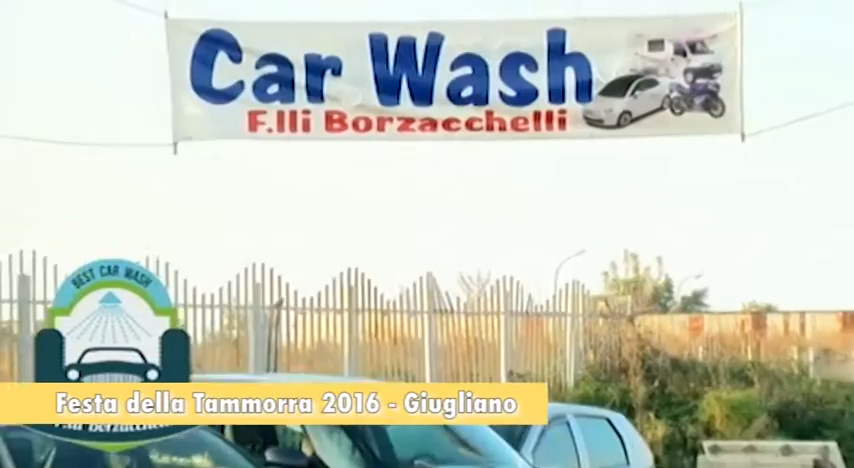 Car Wash
F.lli Borzacchelli
BEST CAR WASH
Festa della Tammorra 2016 - Giugliano